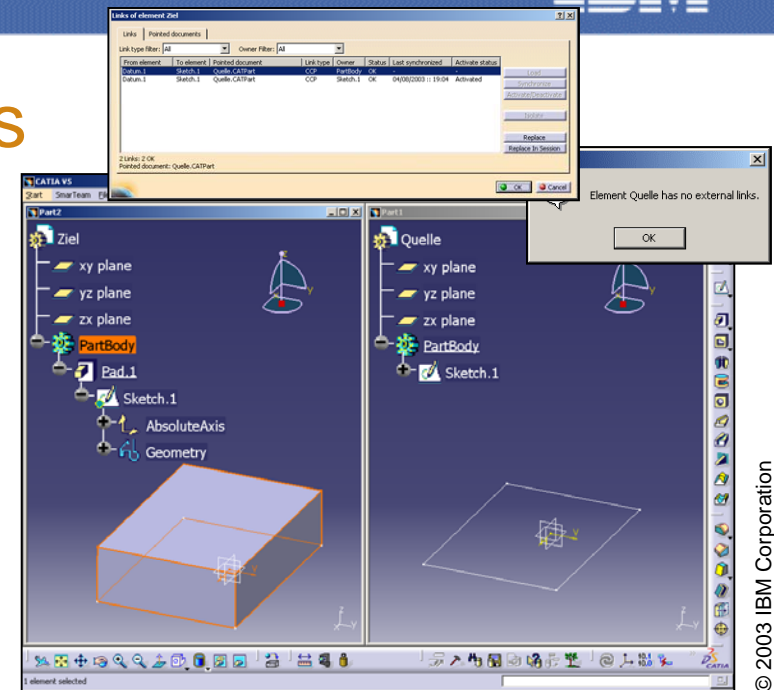 IBM
Links of element Ziel
Links Pointed documents
Link type filter: All Owner Filter: All
From element To element Pointed document Link type Owner Status Last synchronized Activate status
Datum.1 Sketch.1 Quelle.CATPart CCP PartBody OK - -
Datum.1 Sketch.1 Quelle.CATPart CCP Sketch.1 OK 04/08/2003 :: 19:04 Activated
Load
Synchronize
Activate/Deactivate
Isolate
Replace
Replace In Session
2 Links: 2 OK
Pointed document: Quelle.CATPart
OK Cancel
s
Element Quelle has no external links.
OK
CATIA V5
Start SmarTeam
Part2
Ziel
xy plane
yz plane
zx plane
PartBody
Pad.1
Sketch.1
AbsoluteAxis
Geometry
x
y
z
y
Part1
Quelle
xy plane
yz plane
zx plane
PartBody
Sketch.1
y
z
y
CATIA
1 element selected
© 2003 IBM Corporation